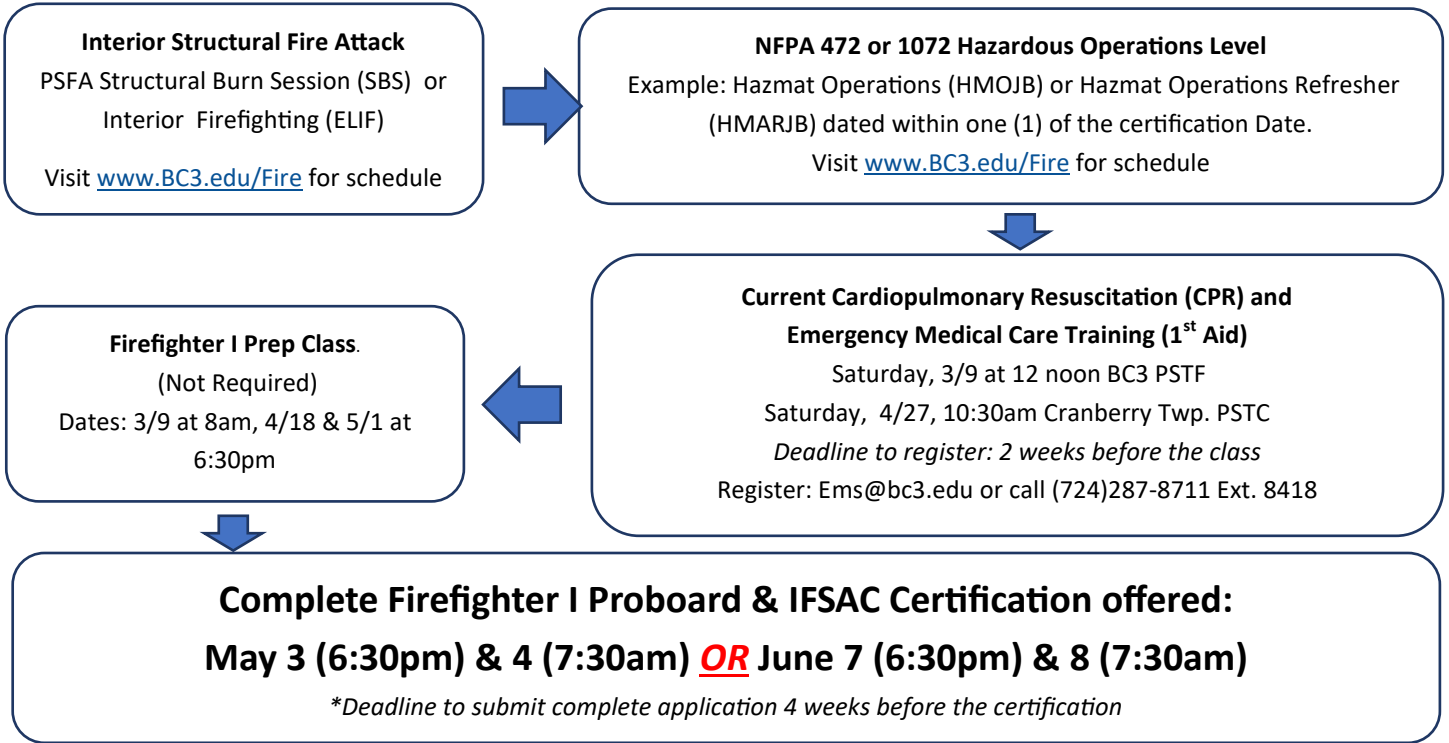 Interior Structural Fire Attack
PSFA Structural Burn Session (SBS) or
Interior Firefighting (ELIF)
Visit www.BC3.edu/Fire for schedule
NFPA 472 or 1072 Hazardous Operations Level
Example: Hazmat Operations (HMOJB) or Hazmat Operations Refresher
(HMARJB) dated within one (1) of the certification Date.
Visit www.BC3.edu/Fire for schedule
Current Cardiopulmonary Resuscitation (CPR) and
Emergency Medical Care Training (1st Aid)
Saturday, 3/9 at 12 noon BC3 PSTF
Saturday, 4/27, 10:30am Cranberry Twp. PSTC
Deadline to register: 2 weeks before the class
Register: Ems@bc3.edu or call (724)287-8711 Ext. 8418
Firefighter I Prep Class.
(Not Required)
Dates: 3/9 at 8am, 4/18 & 5/1 at
6:30pm
Complete Firefighter I Proboard & IFSAC Certification offered:
May 3 (6:30pm) & 4 (7:30am) OR June 7 (6:30pm) & 8 (7:30am)
*Deadline to submit complete application 4 weeks before the certification